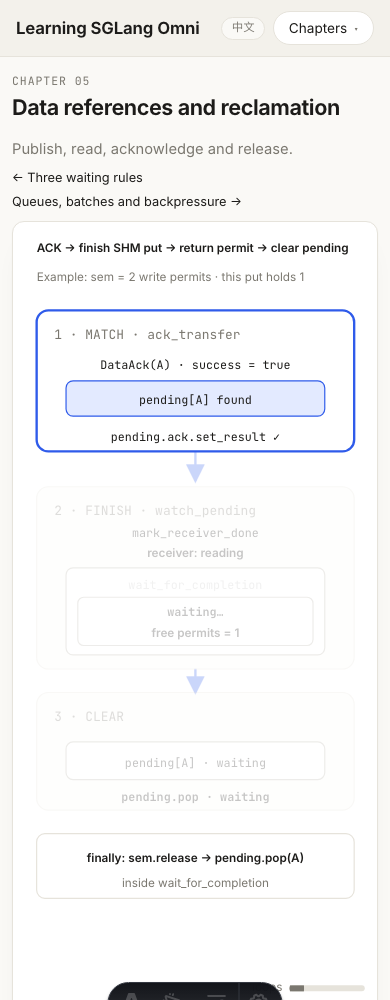 Learning SGLang Omni
中文
Chapters
CHAPTER 05
Data references and reclamation
Publish, read, acknowledge and release.
← Three waiting rules
Queues, batches and backpressure →
ACK → finish SHM put → return permit → clear pending
Example: sem = 2 write permits · this put holds 1
1 · MATCH · ack_transfer
DataAck(A) · success = true
pending[A] found
pending.ack.set_result ✓
2 · FINISH · watch_pending
mark_receiver_done
receiver: reading
wait_for_completion
waiting…
free permits = 1
3 · CLEAR
pending[A] · waiting
pending.pop · waiting
finally: sem.release → pending.pop(A)
inside wait_for_completion